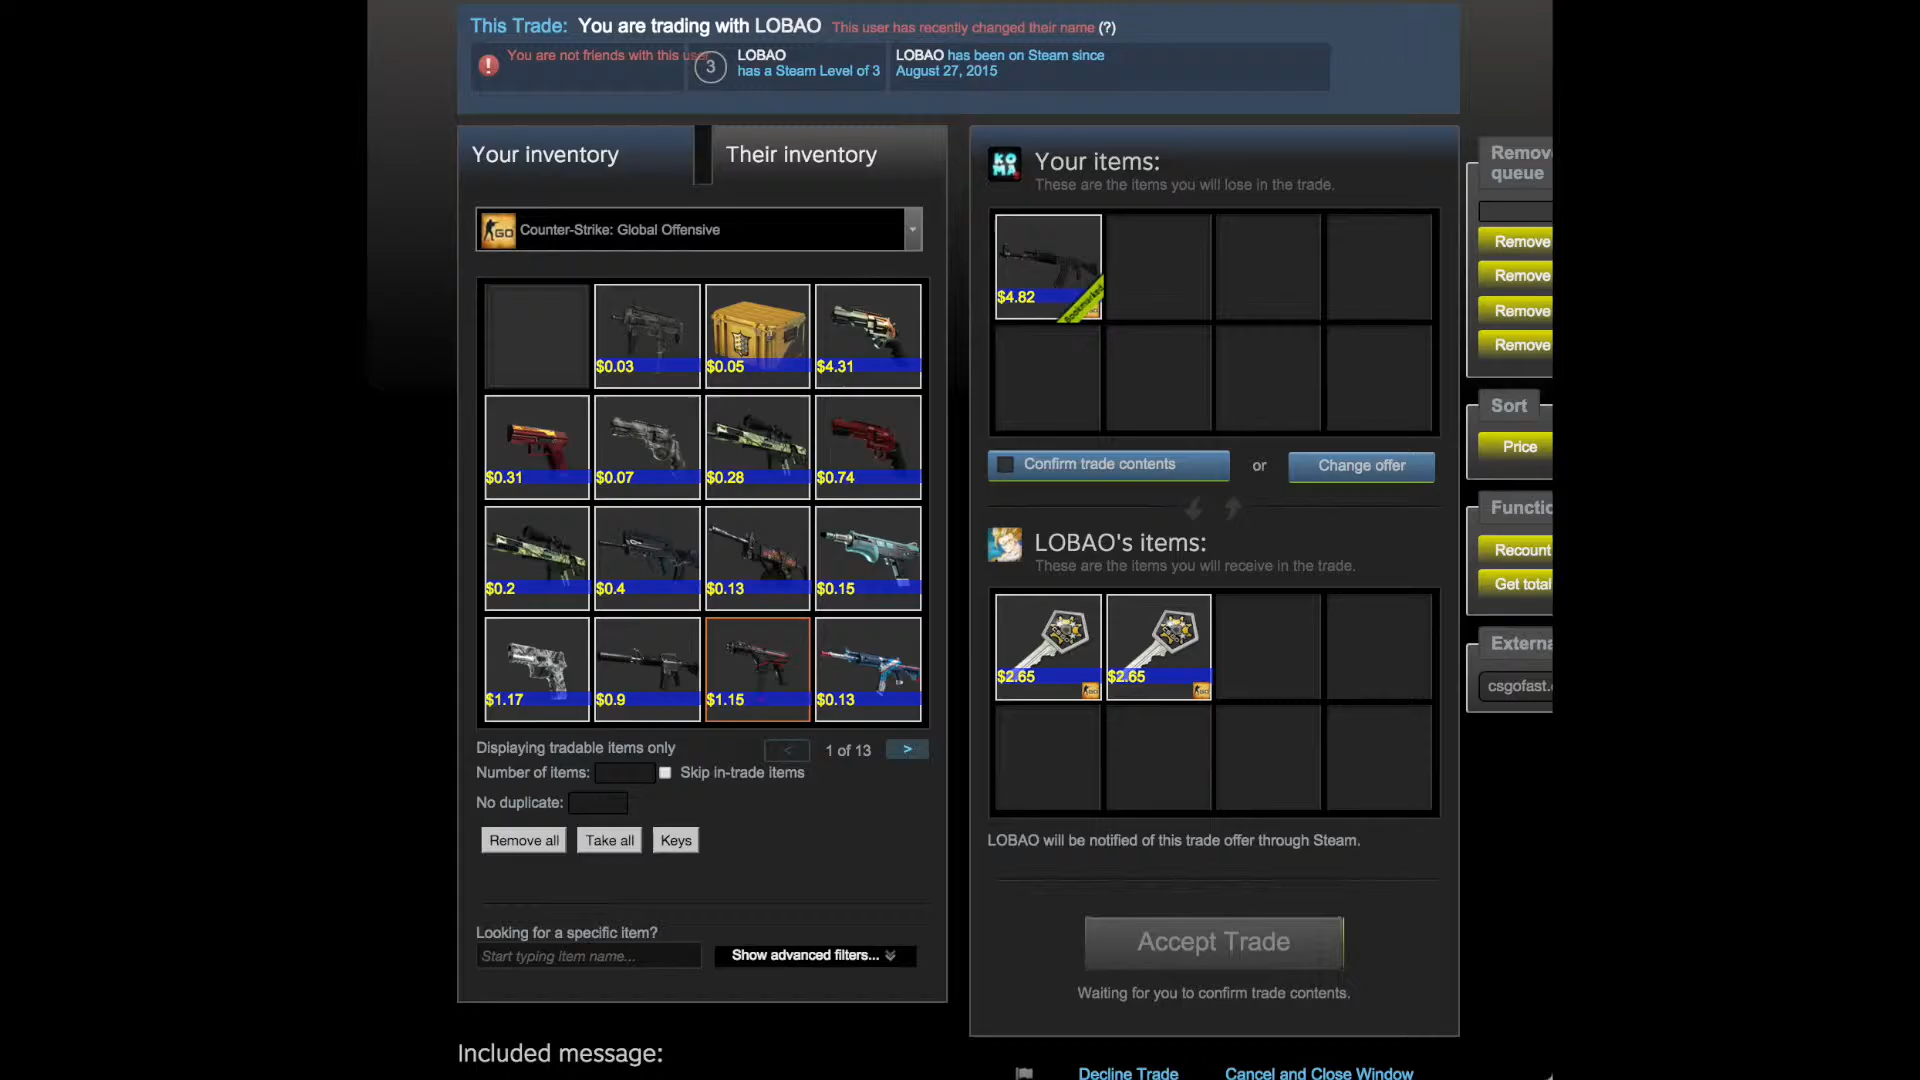 This Trade: You are trading with LOBAO This user has recently changed their name (?)
You are not friends with this user
3
LOBAO
has a Steam Level of 3
LOBAO has been on Steam since
August 27, 2015
Your inventory
Their inventory
Counter-Strike: Global Offensive
$0.03
$0.05
$4.31
$0.31
$0.07
$0.28
$0.74
$0.2
$0.4
$0.13
$0.15
$1.17
$0.9
$1.15
$0.13
Displaying tradable items only
< 1 of 13 >
Number of items: Skip in-trade items
No duplicate:
Remove all
Take all
Keys
Looking for a specific item?
Start typing item name...
Show advanced filters...
Included message:
KO
MA
Your items:
These are the items you will lose in the trade.
$4.82
Bookmarked
Confirm trade contents
or
Change offer
LOBAO's items:
These are the items you will receive in the trade.
$2.65
$2.65
LOBAO will be notified of this trade offer through Steam.
Accept Trade
Waiting for you to confirm trade contents.
Decline Trade
Cancel and Close Window
Remov
queue
Remove
Remove
Remove
Remove
Sort
Price
Functio
Recount
Get total
Externa
csgofast.